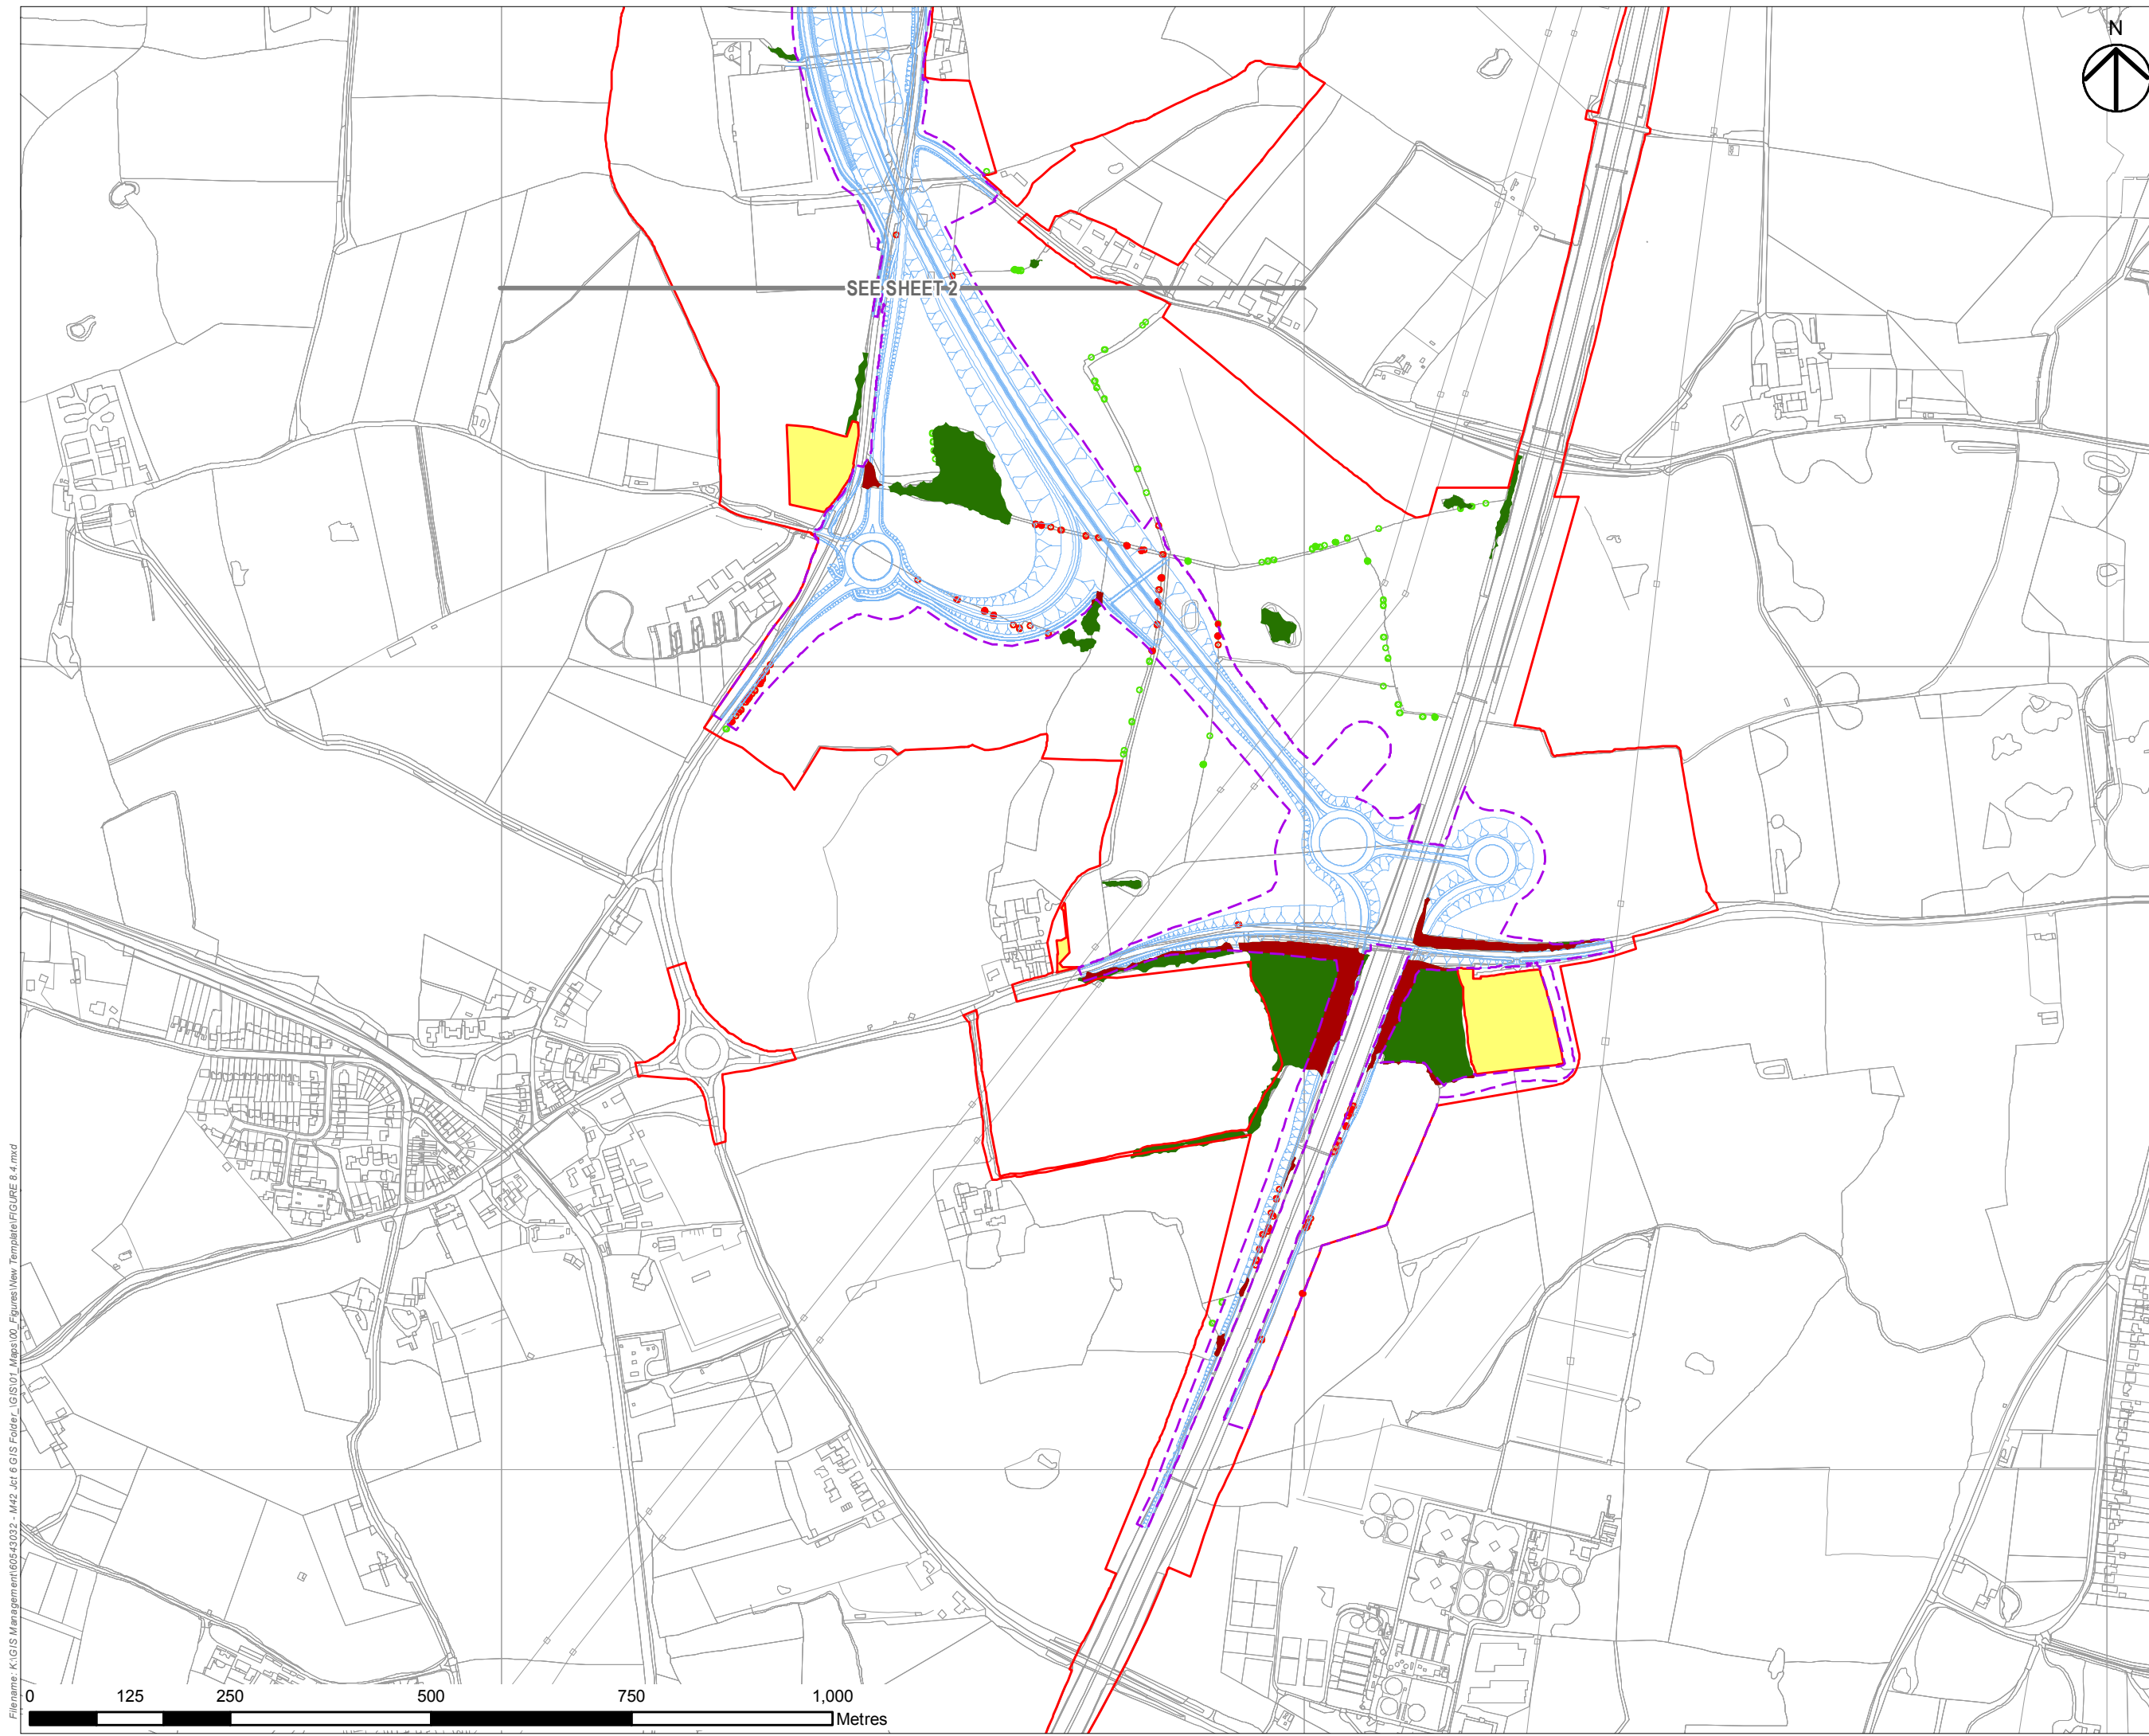 N
SEE SHEET 2
Filename: K:\GIS Management\60543032 - M42 Jct 6 GIS Folder_\GIS\01_Maps\00_Figures\New Template\FIGURE 8.4.mxd
0 125 250 500 750 1,000
Metres